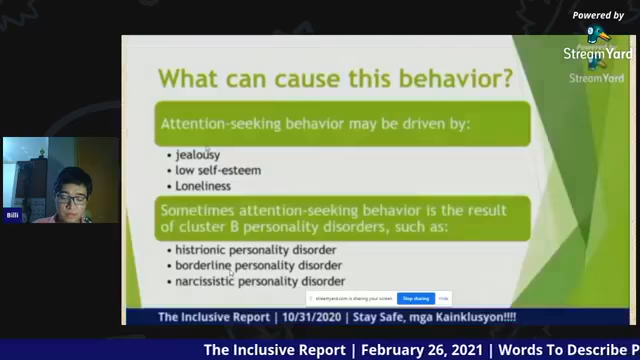 Powered by
StreamYard
Powered by
StreamYard
What can cause this behavior?
Attention-seeking behavior may be driven by:
• jealousy
• low self-esteem
• Loneliness
Sometimes attention-seeking behavior is the result
of cluster B personality disorders, such as:
• histrionic personality disorder
• borderline personality disorder
• narcissistic personality disorder
streamyard.com is sharing your screen.
Stop sharing
Hide
Billi
The Inclusive Report | 10/31/2020 | Stay Safe, mga Kainklusyon!!!!
The Inclusive Report | February 26, 2021 | Words To Describe P